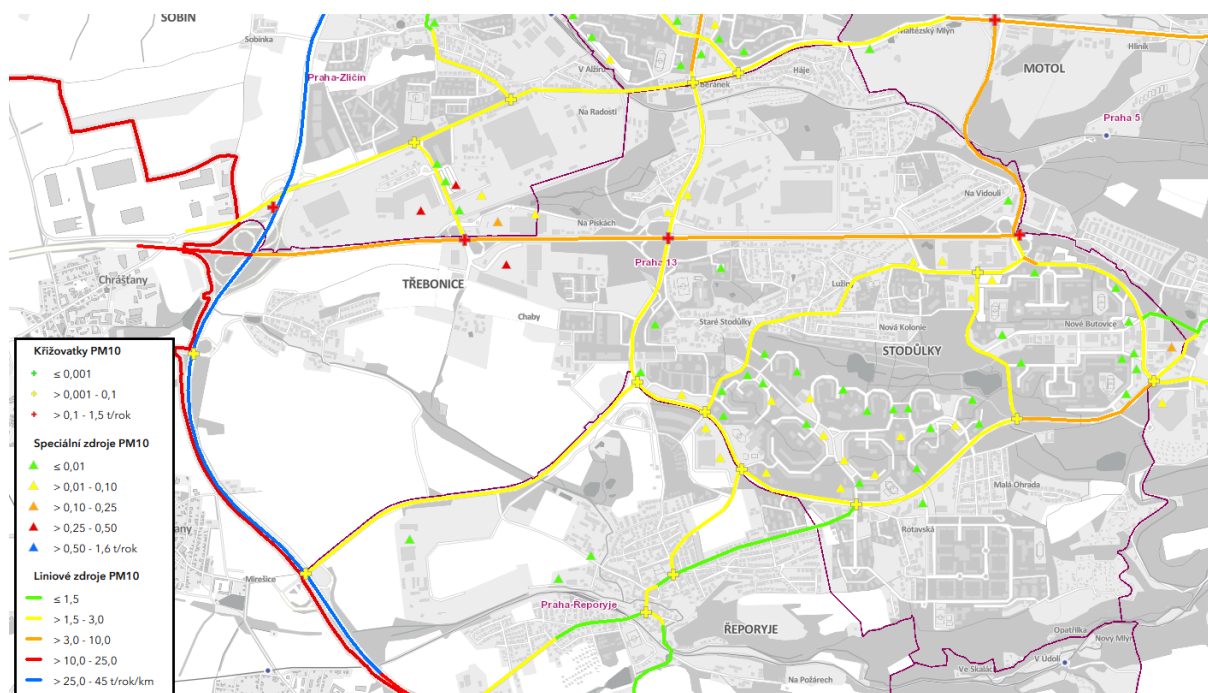 SOBÍN
Sobínka
Maltézský Mlýn
Hliník
V Alžíru
Háje
MOTOL
Praha-Zličín
Beránek
Na Radosti
Praha 5
Na Vidouli
Na Pískách
Praha 13
Chrášťany
TŘEBONICE
Lužiny
Chaby
Staré Stodůlky
Nová Kolonie
Nové Butovice
STODŮLKY
Křižovatky PM10
≤ 0,001
> 0,001 - 0,1
> 0,1 - 1,5 t/rok
Speciální zdroje PM10
≤ 0,01
> 0,01 - 0,10
> 0,10 - 0,25
> 0,25 - 0,50
> 0,50 - 1,6 t/rok
Liniové zdroje PM10
≤ 1,5
> 1,5 - 3,0
> 3,0 - 10,0
> 10,0 - 25,0
> 25,0 - 45 t/rok/km
Malá Ohrada
any
Rotavská
Mirešice
Praha-Řeporyje
ŘEPORYJE
Opatřilka
Nový Mlýn
V Údolí
Ve Skalách
Na Požárech